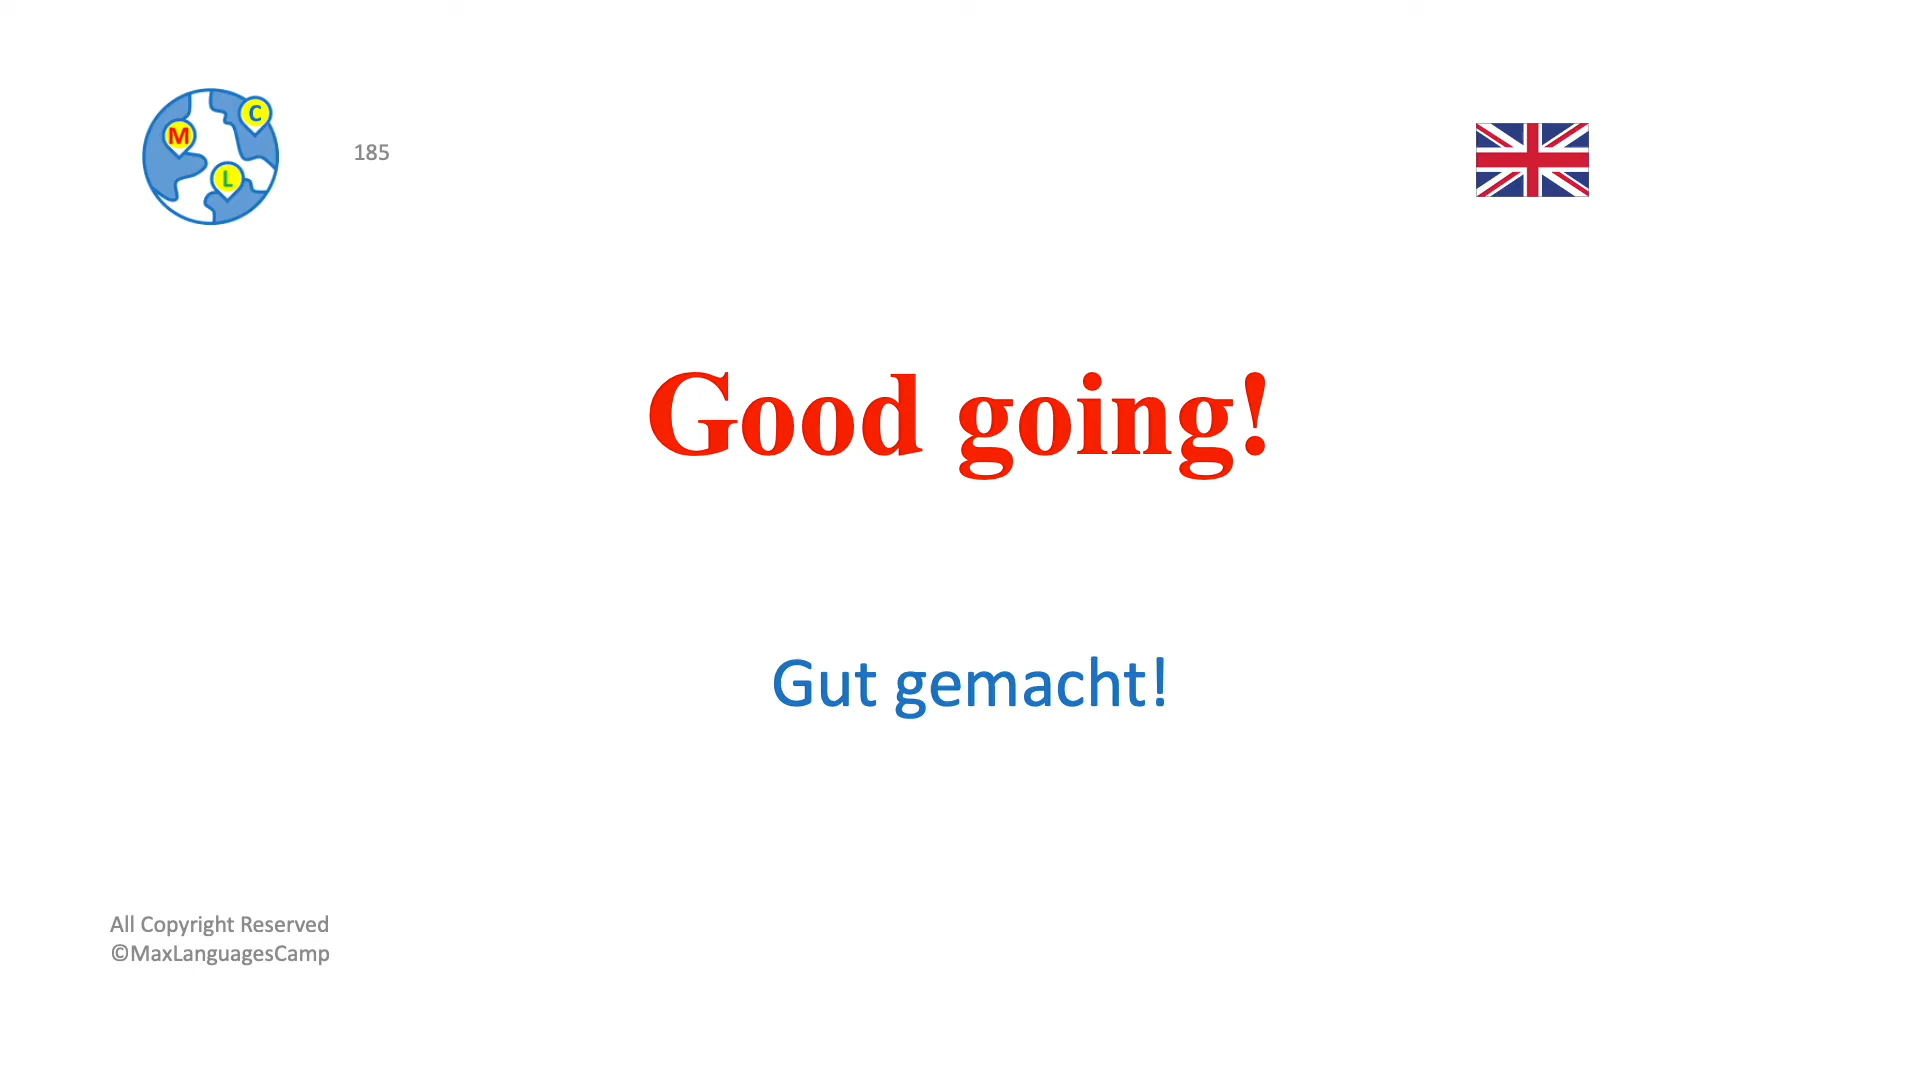 M
C
L
185
Good going!
Gut gemacht!
All Copyright Reserved
©MaxLanguagesCamp